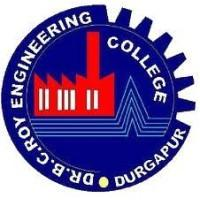 DR. B. C. ROY ENGINEERING COLLEGE
DURGAPUR